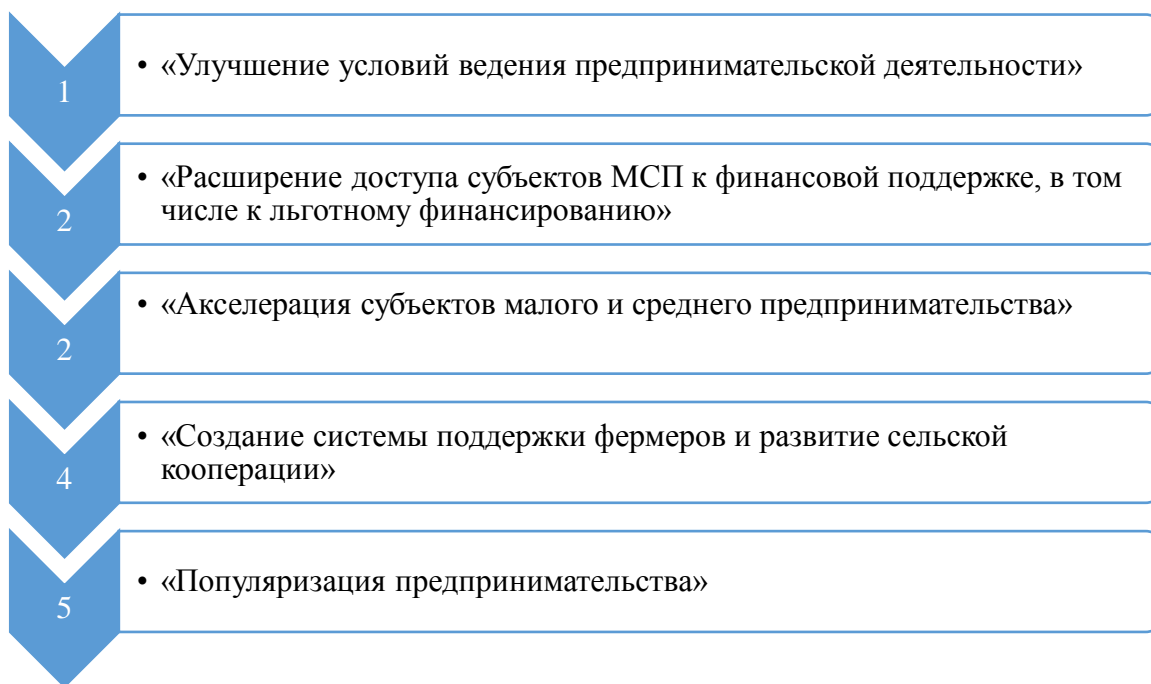 1
• «Улучшение условий ведения предпринимательской деятельности»
2
• «Расширение доступа субъектов МСП к финансовой поддержке, в том
числе к льготному финансированию»
2
• «Акселерация субъектов малого и среднего предпринимательства»
4
• «Создание системы поддержки фермеров и развитие сельской
кооперации»
5
• «Популяризация предпринимательства»